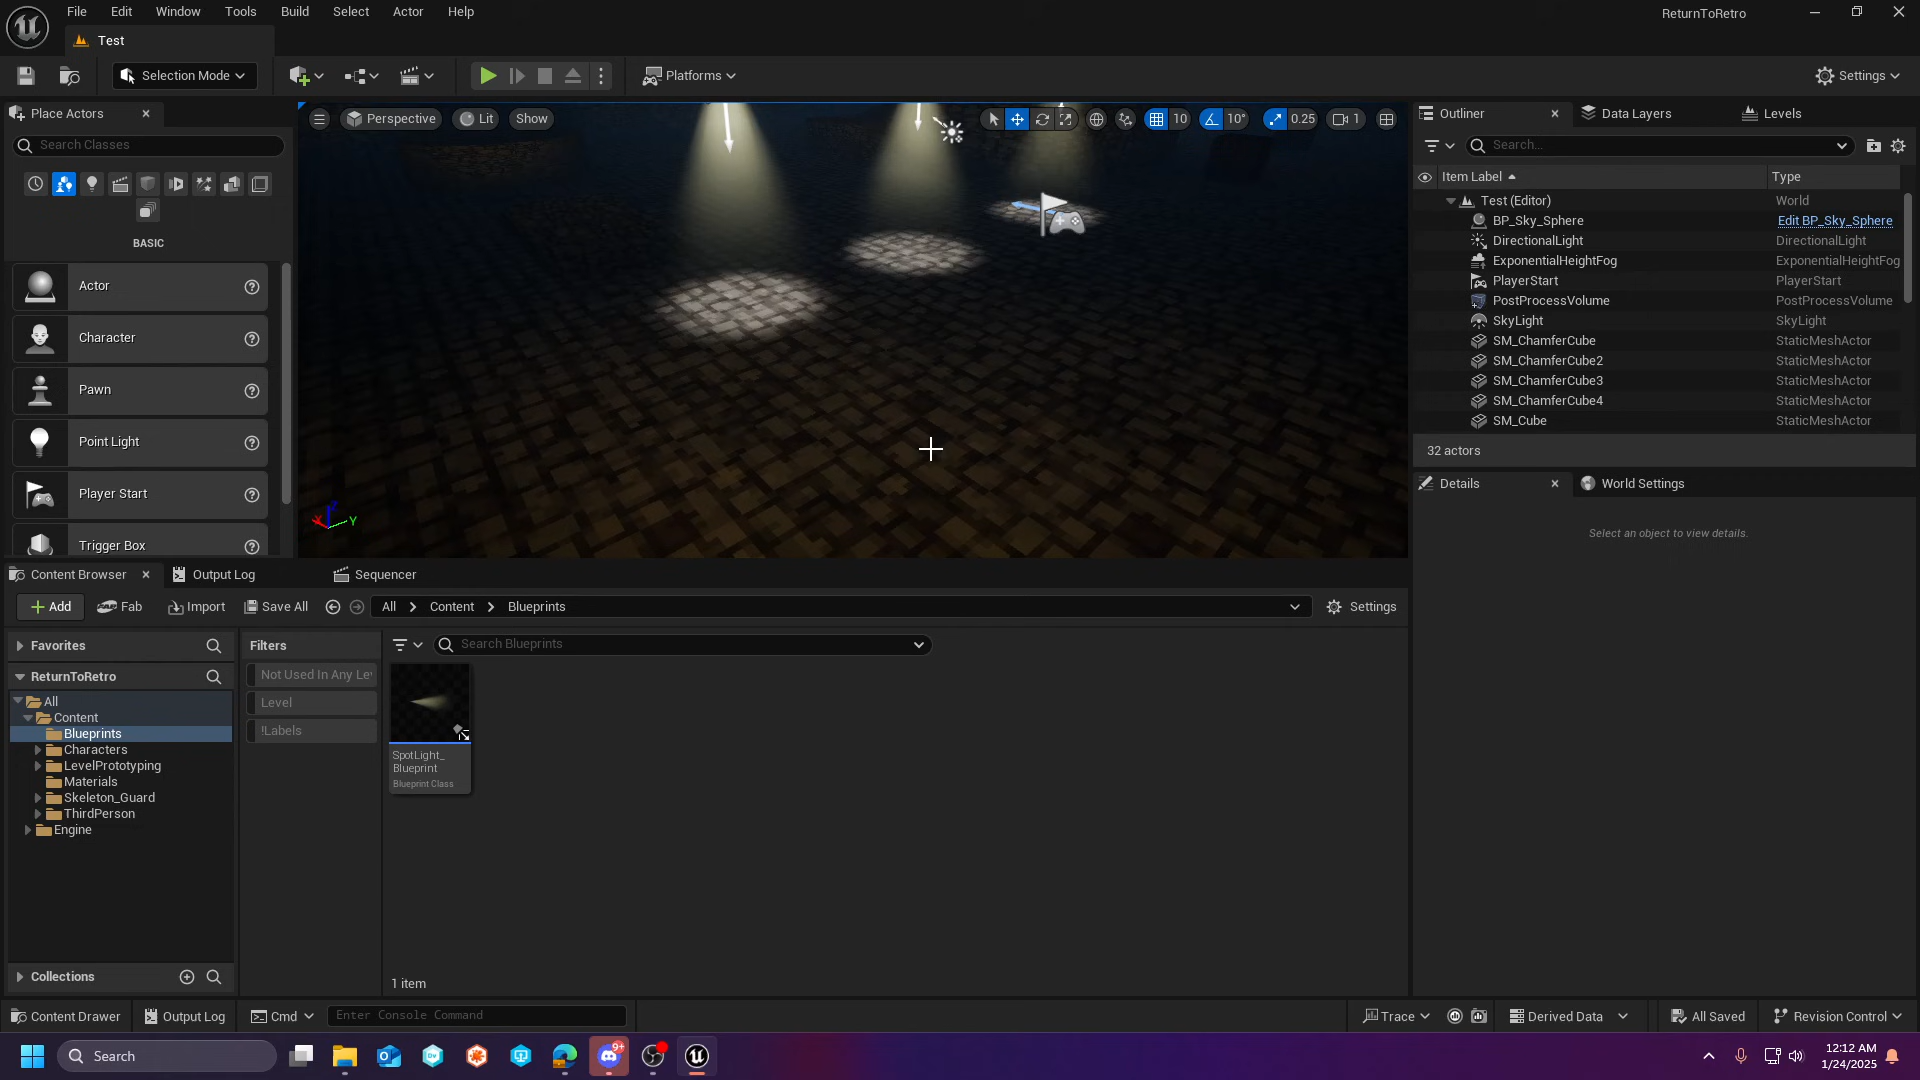 File Edit Window Tools Build Select Actor Help
ReturnToRetro
Test
Selection Mode
Platforms
Settings
Place Actors
Search Classes
BASIC
Actor
Character
Pawn
Point Light
Player Start
Trigger Box
Perspective
Lit
Show
10
10°
0.25
1
X
Y
Z
Outliner
Data Layers
Levels
Search...
Item Label
Type
Test (Editor) World
BP_Sky_Sphere Edit BP_Sky_Sphere
DirectionalLight DirectionalLight
ExponentialHeightFog ExponentialHeightFog
PlayerStart PlayerStart
PostProcessVolume PostProcessVolume
SkyLight SkyLight
SM_ChamferCube StaticMeshActor
SM_ChamferCube2 StaticMeshActor
SM_ChamferCube3 StaticMeshActor
SM_ChamferCube4 StaticMeshActor
SM_Cube StaticMeshActor
32 actors
Details
World Settings
Select an object to view details.
Content Browser
Output Log
Sequencer
Add
Fab
Import
Save All
All
Content
Blueprints
Settings
Favorites
ReturnToRetro
All
Content
Blueprints
Characters
LevelPrototyping
Materials
Skeleton_Guard
ThirdPerson
Engine
Collections
Filters
Not Used In Any Le
Level
!Labels
Search Blueprints
SpotLight_
Blueprint
Blueprint Class
1 item
Content Drawer
Output Log
Cmd
Enter Console Command
Trace
Derived Data
All Saved
Revision Control
Search
9+
12:12 AM
1/24/2025